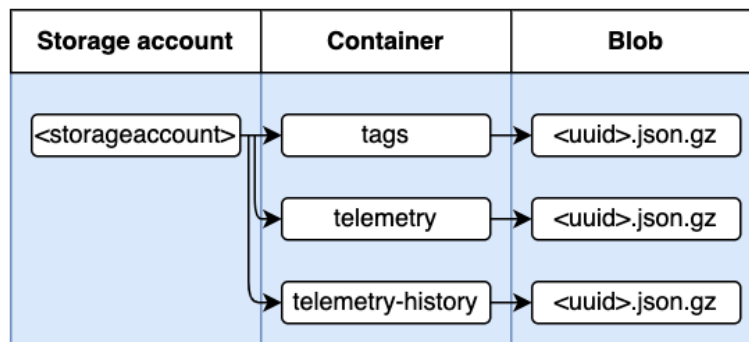 Storage account Container Blob
<storageaccount> tags <uuid>.json.gz
telemetry <uuid>.json.gz
telemetry-history <uuid>.json.gz